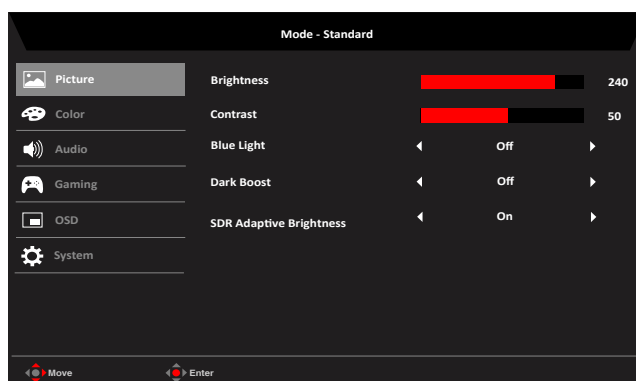 Mode - Standard
Picture
Brightness 240
Color
Contrast 50
Audio
Blue Light Off
Gaming
Dark Boost Off
OSD
SDR Adaptive Brightness On
System
Move Enter